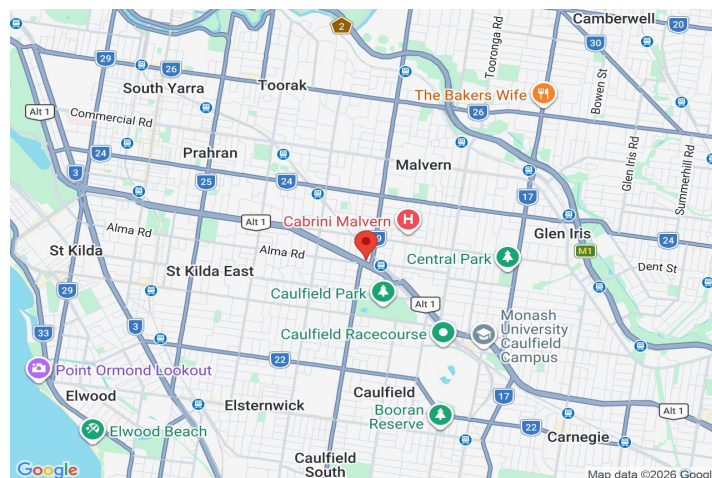 Camberwell
2
20
Tooronga Rd
29
26
30
South Yarra
Toorak
The Bakers Wife
Bowen St
Alt 1
Commercial Rd
26
Glen Iris Rd
Summerhill Rd
24
Prahran
Malvern
3
25
24
17
Cabrini Malvern
H
Alt 1
Alma Rd
Glen Iris
24
St Kilda
Alma Rd
M1
Central Park
Dent St
St Kilda East
29
Caulfield Park
Alt 1
Monash
University
Caulfield
Campus
33
3
Caulfield Racecourse
22
Point Ormond Lookout
Elwood
Caulfield
17
Elsternwick
Alt 1
Booran
Reserve
22
Elwood Beach
Carnegie
Caulfield
South
Google
Map data ©2026 Google